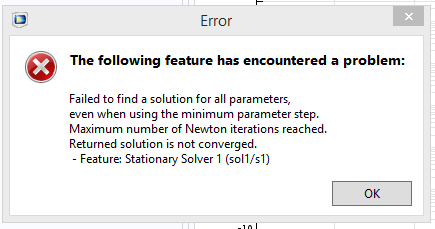 Error
The following feature has encountered a problem:
Failed to find a solution for all parameters,
even when using the minimum parameter step.
Maximum number of Newton iterations reached.
Returned solution is not converged.
- Feature: Stationary Solver 1 (sol1/s1)
OK